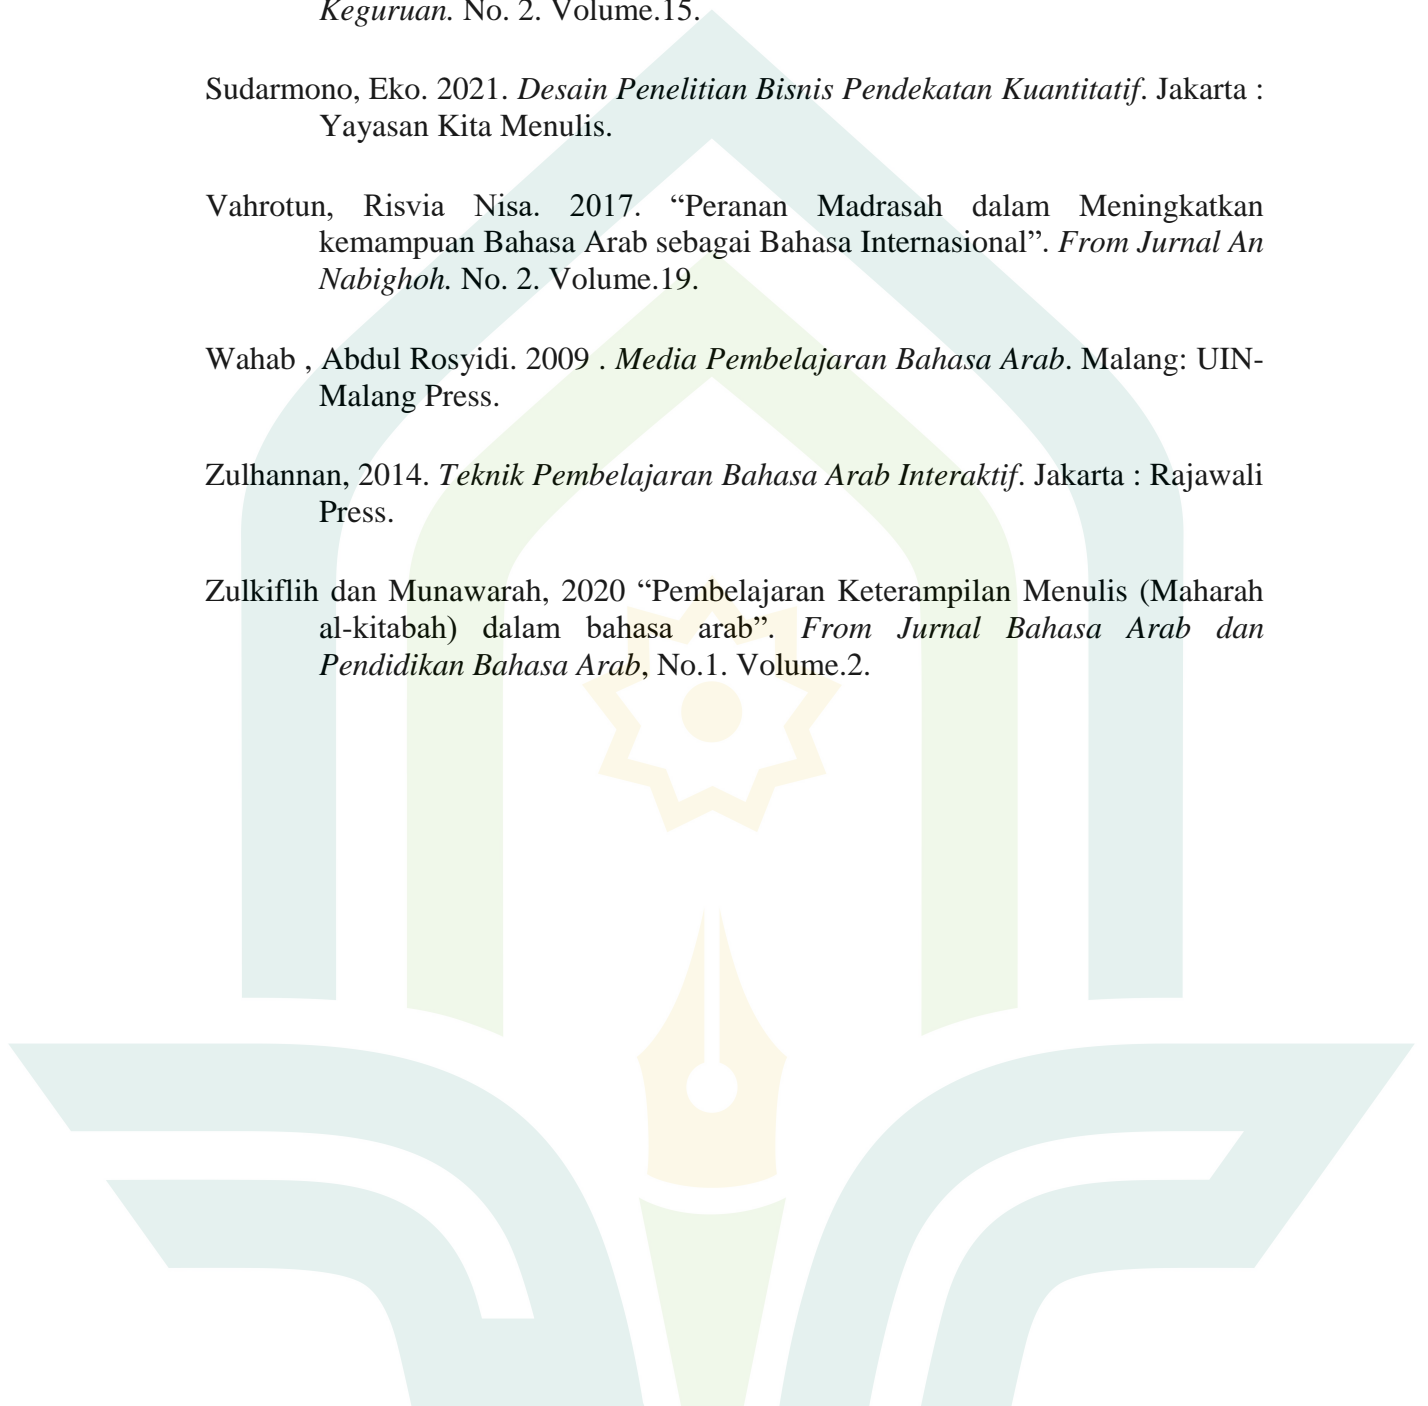 Keguruan. No. 2. Volume.15.
Sudarmono, Eko. 2021. Desain Penelitian Bisnis Pendekatan Kuantitatif. Jakarta :
Yayasan Kita Menulis.
Vahrotun, Risvia Nisa. 2017. “Peranan Madrasah dalam Meningkatkan
kemampuan Bahasa Arab sebagai Bahasa Internasional”. From Jurnal An
Nabighoh. No. 2. Volume.19.
Wahab , Abdul Rosyidi. 2009 . Media Pembelajaran Bahasa Arab. Malang: UIN-
Malang Press.
Zulhannan, 2014. Teknik Pembelajaran Bahasa Arab Interaktif. Jakarta : Rajawali
Press.
Zulkiflih dan Munawarah, 2020 “Pembelajaran Keterampilan Menulis (Maharah
al-kitabah) dalam bahasa arab”. From Jurnal Bahasa Arab dan
Pendidikan Bahasa Arab, No.1. Volume.2.